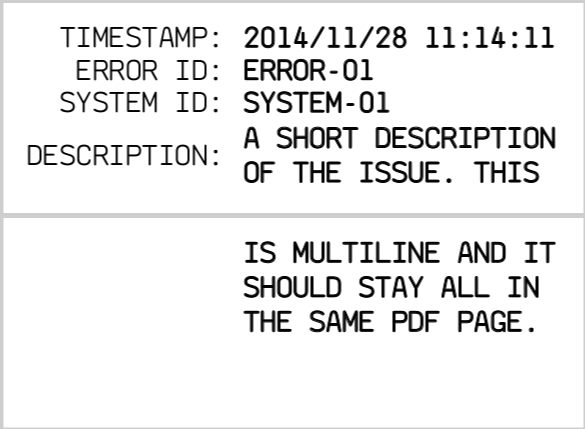 TIMESTAMP: 2014/11/28 11:14:11
ERROR ID: ERROR-01
SYSTEM ID: SYSTEM-01
DESCRIPTION: A SHORT DESCRIPTION
OF THE ISSUE. THIS
IS MULTILINE AND IT
SHOULD STAY ALL IN
THE SAME PDF PAGE.